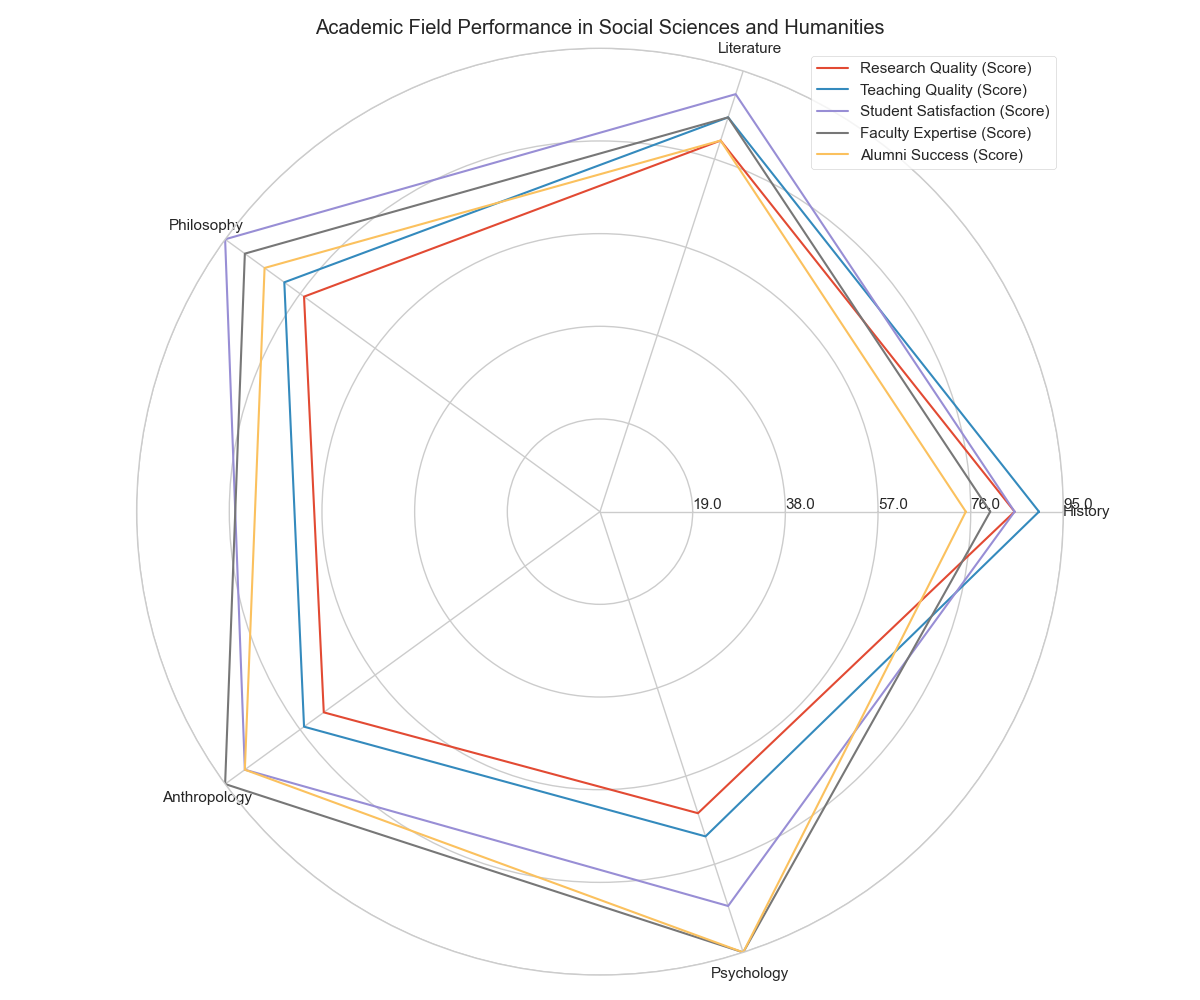 Academic Field Performance in Social Sciences and Humanities
Literature
Research Quality (Score)
Teaching Quality (Score)
Student Satisfaction (Score)
Faculty Expertise (Score)
Alumni Success (Score)
Philosophy
19.0
38.0
57.0
76.0
95.0
History
Anthropology
Psychology